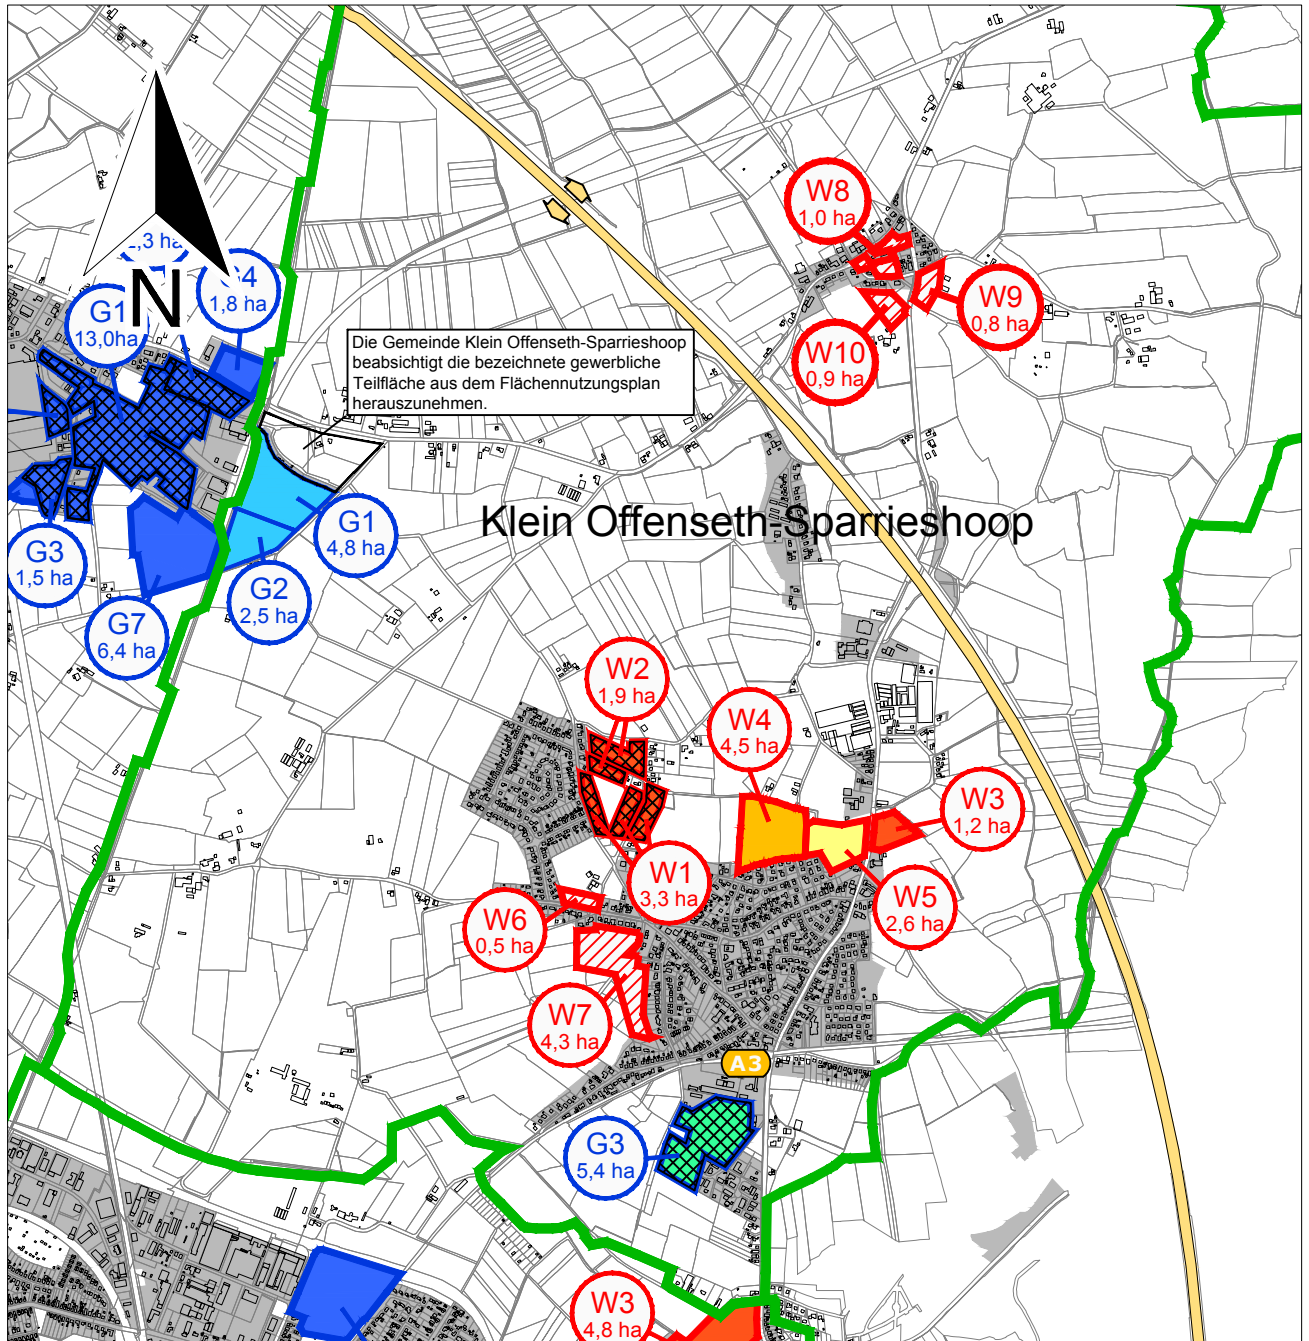 W8
1,0 ha
,3 ha
4
1,8 ha
N
G1
13,0ha
W9
0,8 ha
W10
0,9 ha
Die Gemeinde Klein Offenseth-Sparrieshoop
beabsichtigt die bezeichnete gewerbliche
Teilfläche aus dem Flächennutzungsplan
herauszunehmen.
G1
4,8 ha
Klein Offenseth-Sparrieshoop
G3
1,5 ha
G2
2,5 ha
G7
6,4 ha
W2
1,9 ha
W4
4,5 ha
W3
1,2 ha
W1
3,3 ha
W5
2,6 ha
W6
0,5 ha
W7
4,3 ha
A3
G3
5,4 ha
W3
4,8 ha